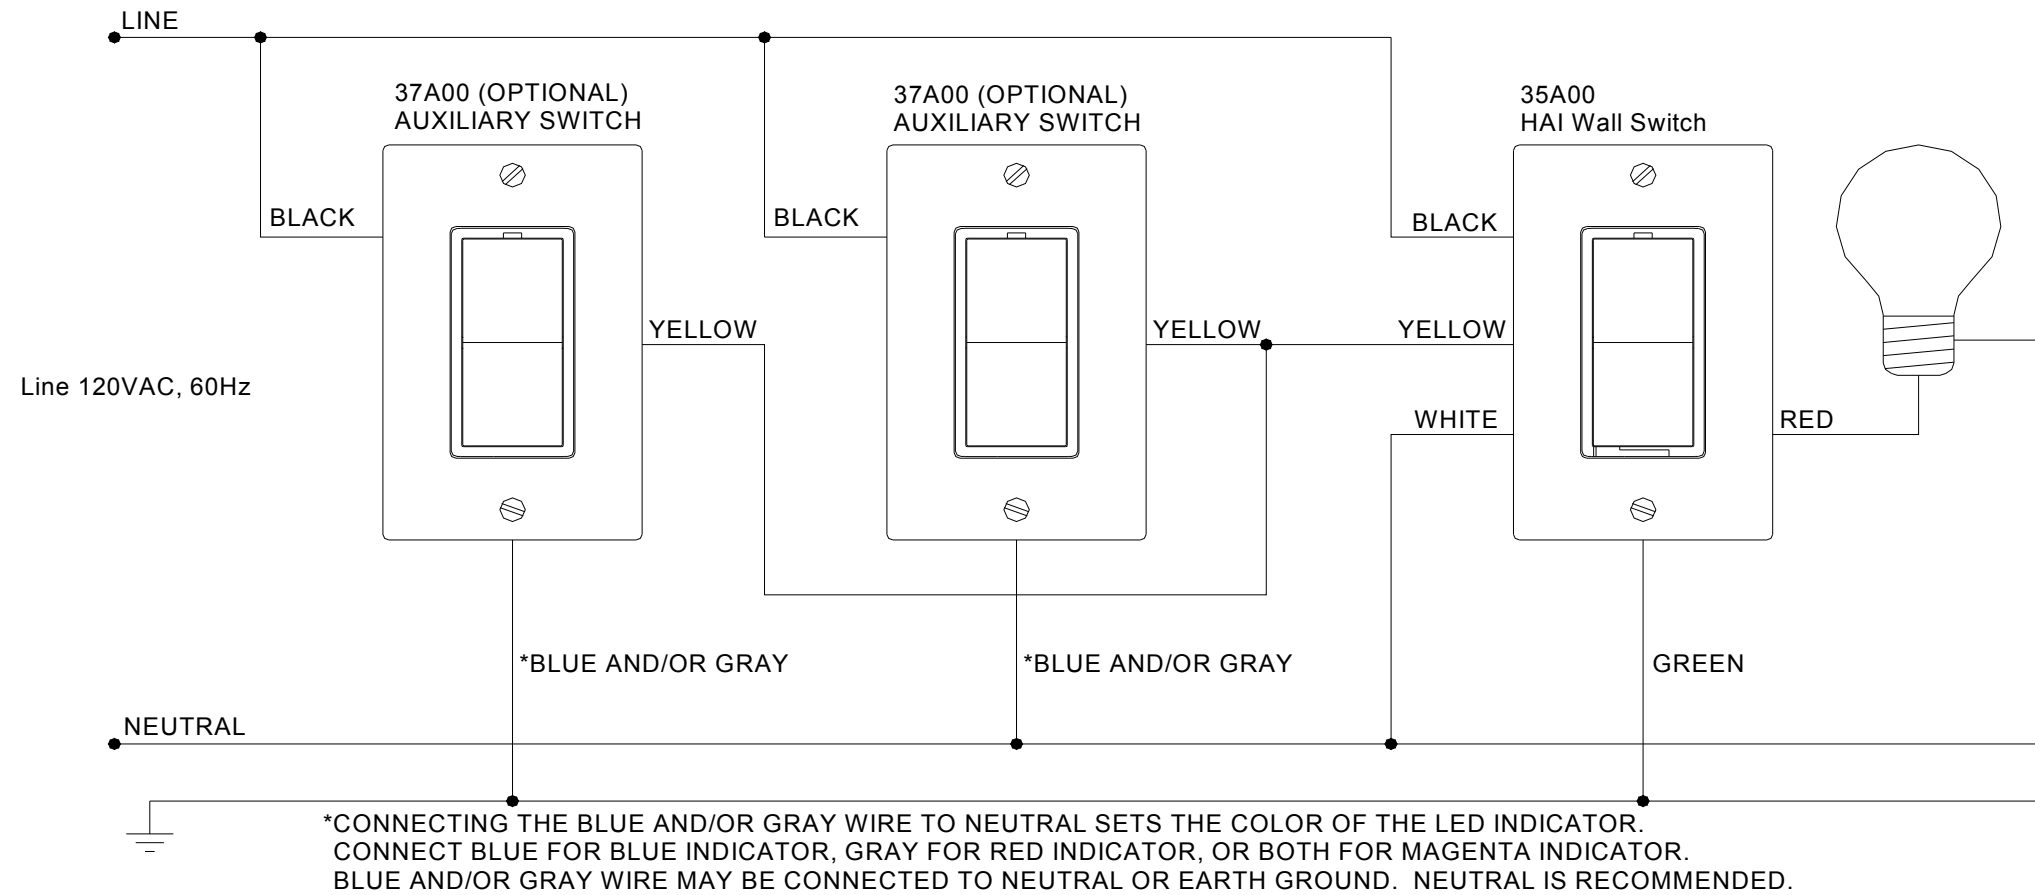 LINE
37A00 (OPTIONAL)
AUXILIARY SWITCH
37A00 (OPTIONAL)
AUXILIARY SWITCH
35A00
HAI Wall Switch
BLACK
BLACK
BLACK
YELLOW
YELLOW
YELLOW
Line 120VAC, 60Hz
WHITE
RED
*BLUE AND/OR GRAY
*BLUE AND/OR GRAY
GREEN
NEUTRAL
*CONNECTING THE BLUE AND/OR GRAY WIRE TO NEUTRAL SETS THE COLOR OF THE LED INDICATOR.
CONNECT BLUE FOR BLUE INDICATOR, GRAY FOR RED INDICATOR, OR BOTH FOR MAGENTA INDICATOR.
BLUE AND/OR GRAY WIRE MAY BE CONNECTED TO NEUTRAL OR EARTH GROUND. NEUTRAL IS RECOMMENDED.